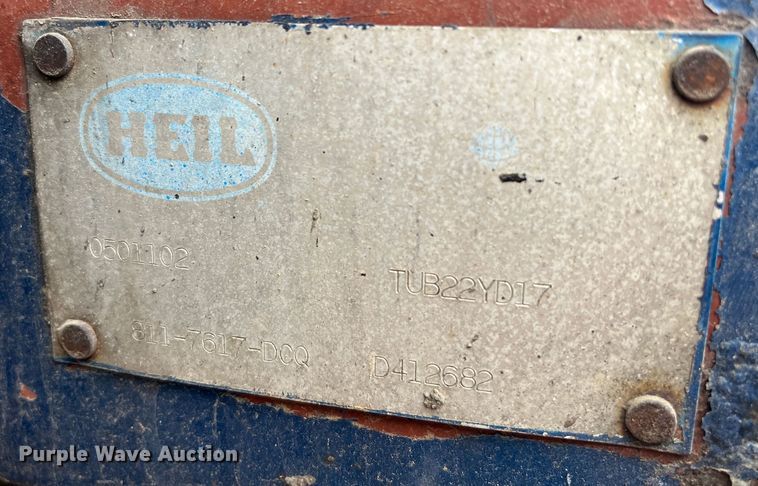 HEIL
0501102
TUB22YD17
811-7617-DCQ
D412682
Purple Wave Auction®